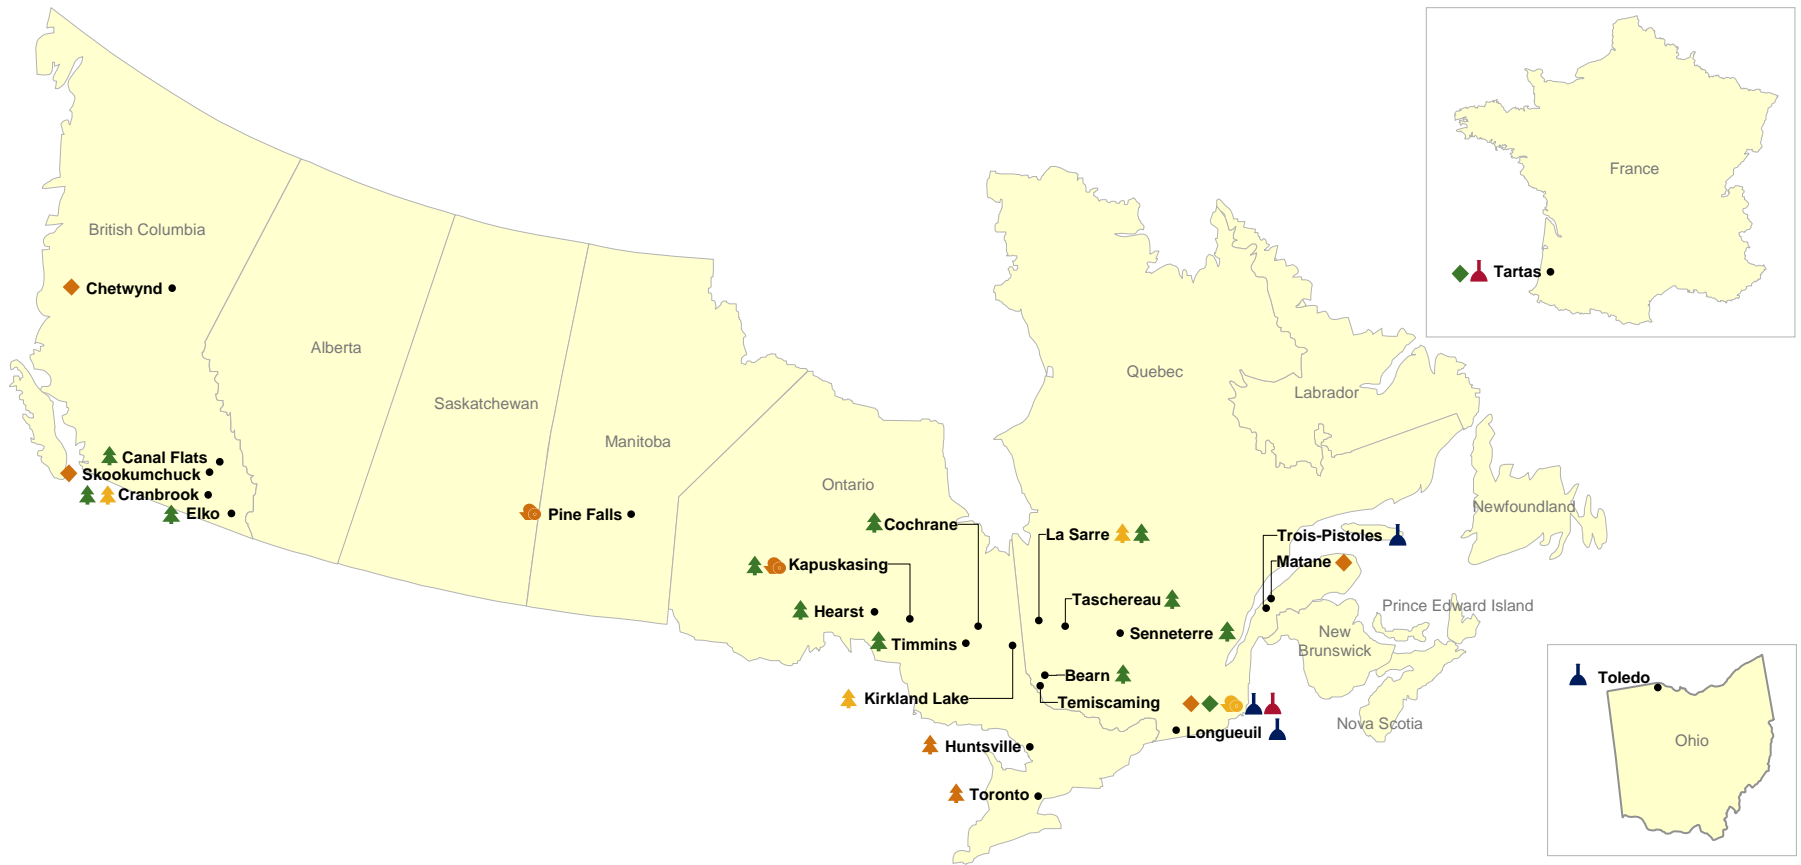 British Columbia
Chetwynd
Alberta
Saskatchewan
Manitoba
Canal Flats
Skookumchuck
Cranbrook
Elko
Pine Falls
Ontario
Cochrane
Kapuskasing
Hearst
Timmins
Kirkland Lake
Huntsville
Toronto
Quebec
Labrador
La Sarre
Taschereau
Senneterre
Bearn
Temiscaming
Longueuil
Trois-Pistoles
Matane
Newfoundland
Prince Edward Island
New
Brunswick
Nova Scotia
France
Tartas
Toledo
Ohio